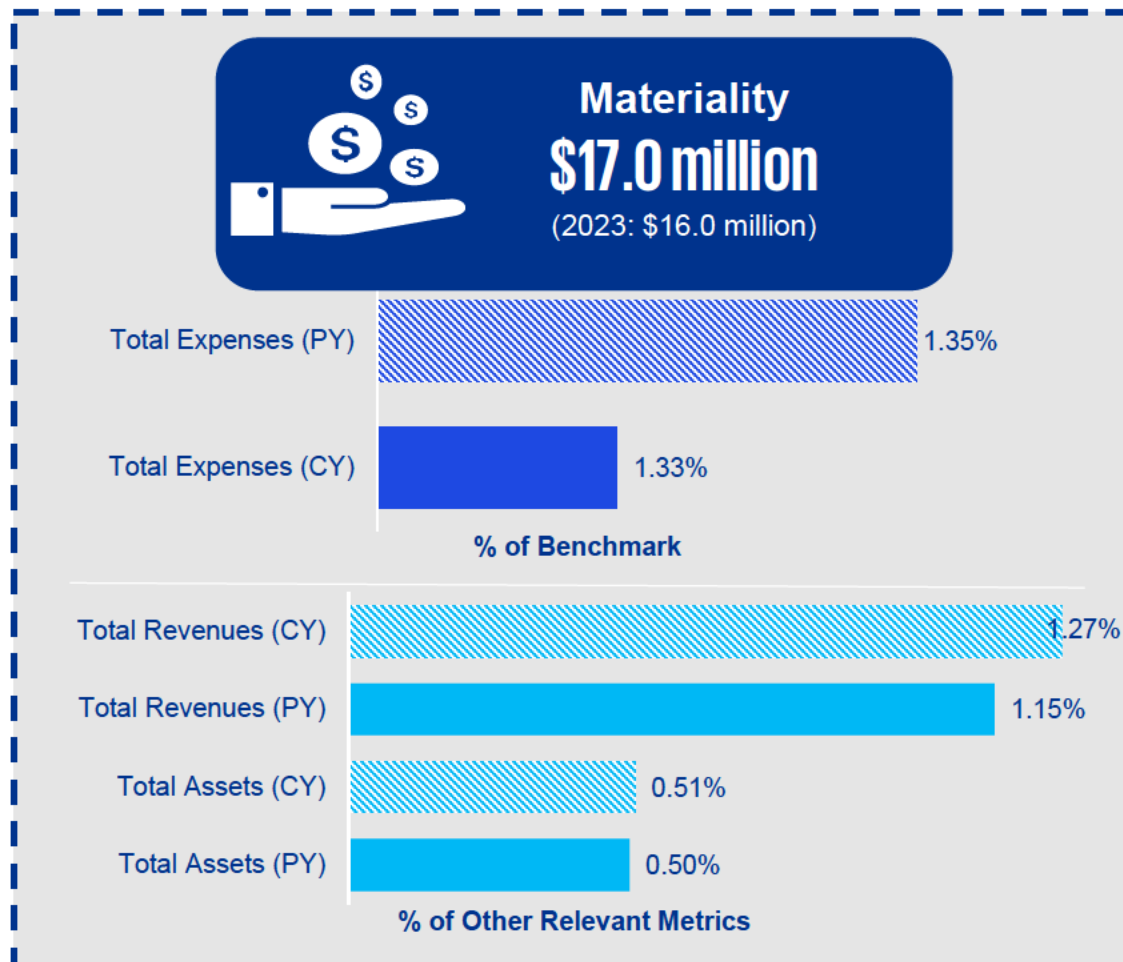 $
$
$
$
Materiality
$17.0 million
(2023: $16.0 million)
Total Expenses (PY)
1.35%
Total Expenses (CY)
1.33%
% of Benchmark
Total Revenues (CY)
1.27%
Total Revenues (PY)
1.15%
Total Assets (CY)
0.51%
Total Assets (PY)
0.50%
% of Other Relevant Metrics